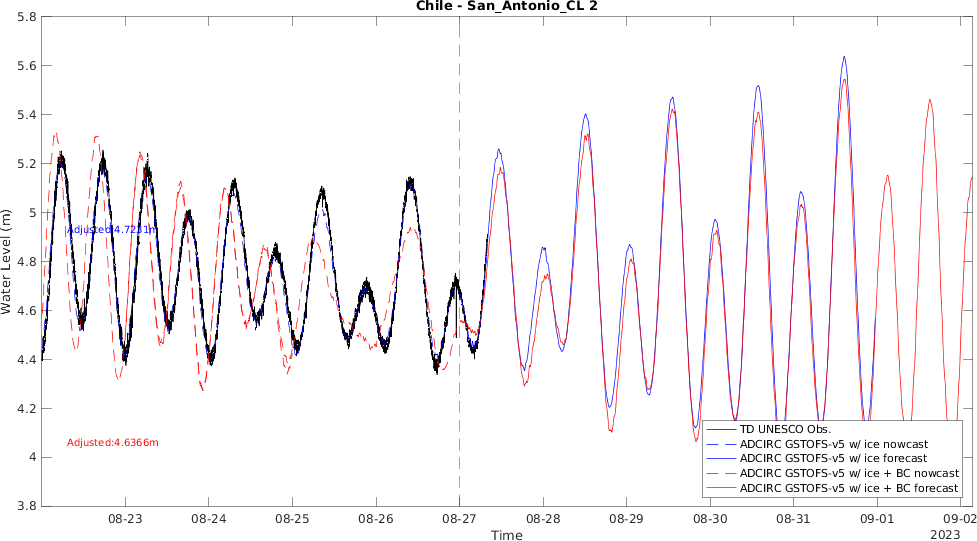 Chile - San_Antonio_CL 2
5.8
5.6
5.4
5.2
5
4.8
4.6
4.4
4.2
4
3.8
Water Level (m)
Adjusted:4.7231m
Adjusted:4.6366m
TD UNESCO Obs.
ADCIRC GSTOFS-v5 w/ ice nowcast
ADCIRC GSTOFS-v5 w/ ice forecast
ADCIRC GSTOFS-v5 w/ ice + BC nowcast
ADCIRC GSTOFS-v5 w/ ice + BC forecast
08-23 08-24 08-25 08-26 08-27 08-28 08-29 08-30 08-31 09-01 09-02
Time
2023